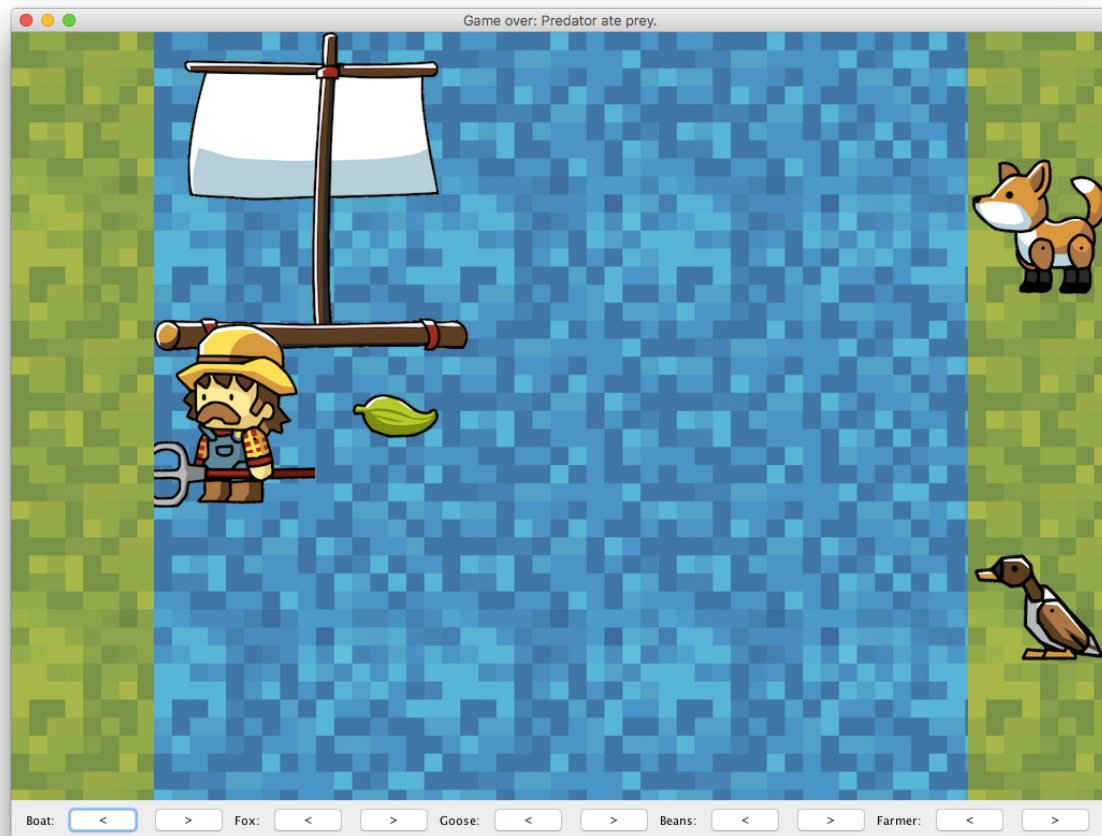 Game over: Predator ate prey.
Boat: < > Fox: < > Goose: < > Beans: < > Farmer: < >